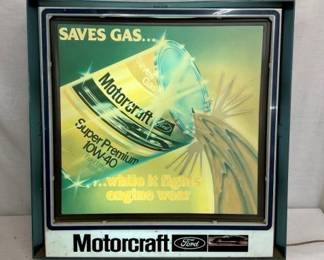 SAVES GAS...
Motorcraft
Super Premium
10W-40
...while it fights
engine wear
Motorcraft Ford